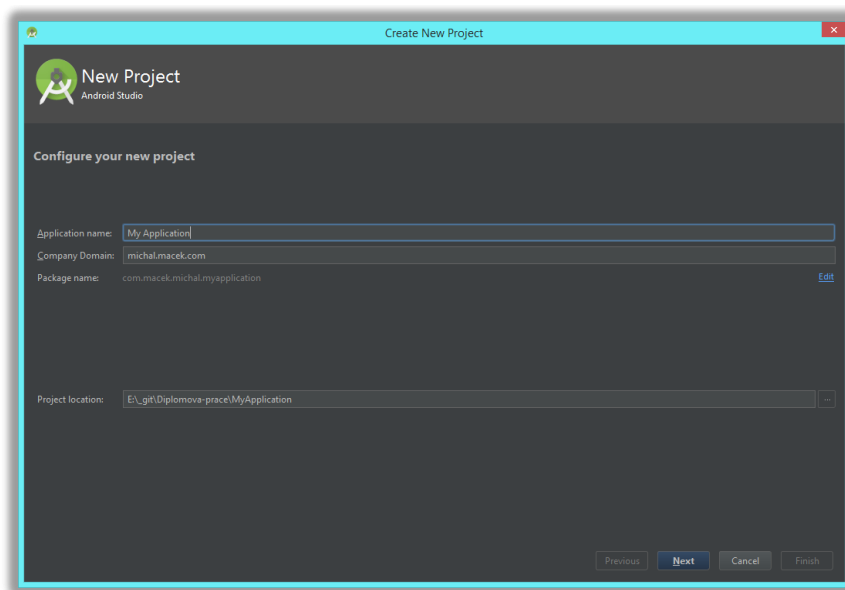 Create New Project
New Project
Android Studio
Configure your new project
Application name: My Application
Company Domain: michal.macek.com
Package name: com.macek.michal.myapplication Edit
Project location: E:\_git\Diplomova-prace\MyApplication ...
Previous Next Cancel Finish